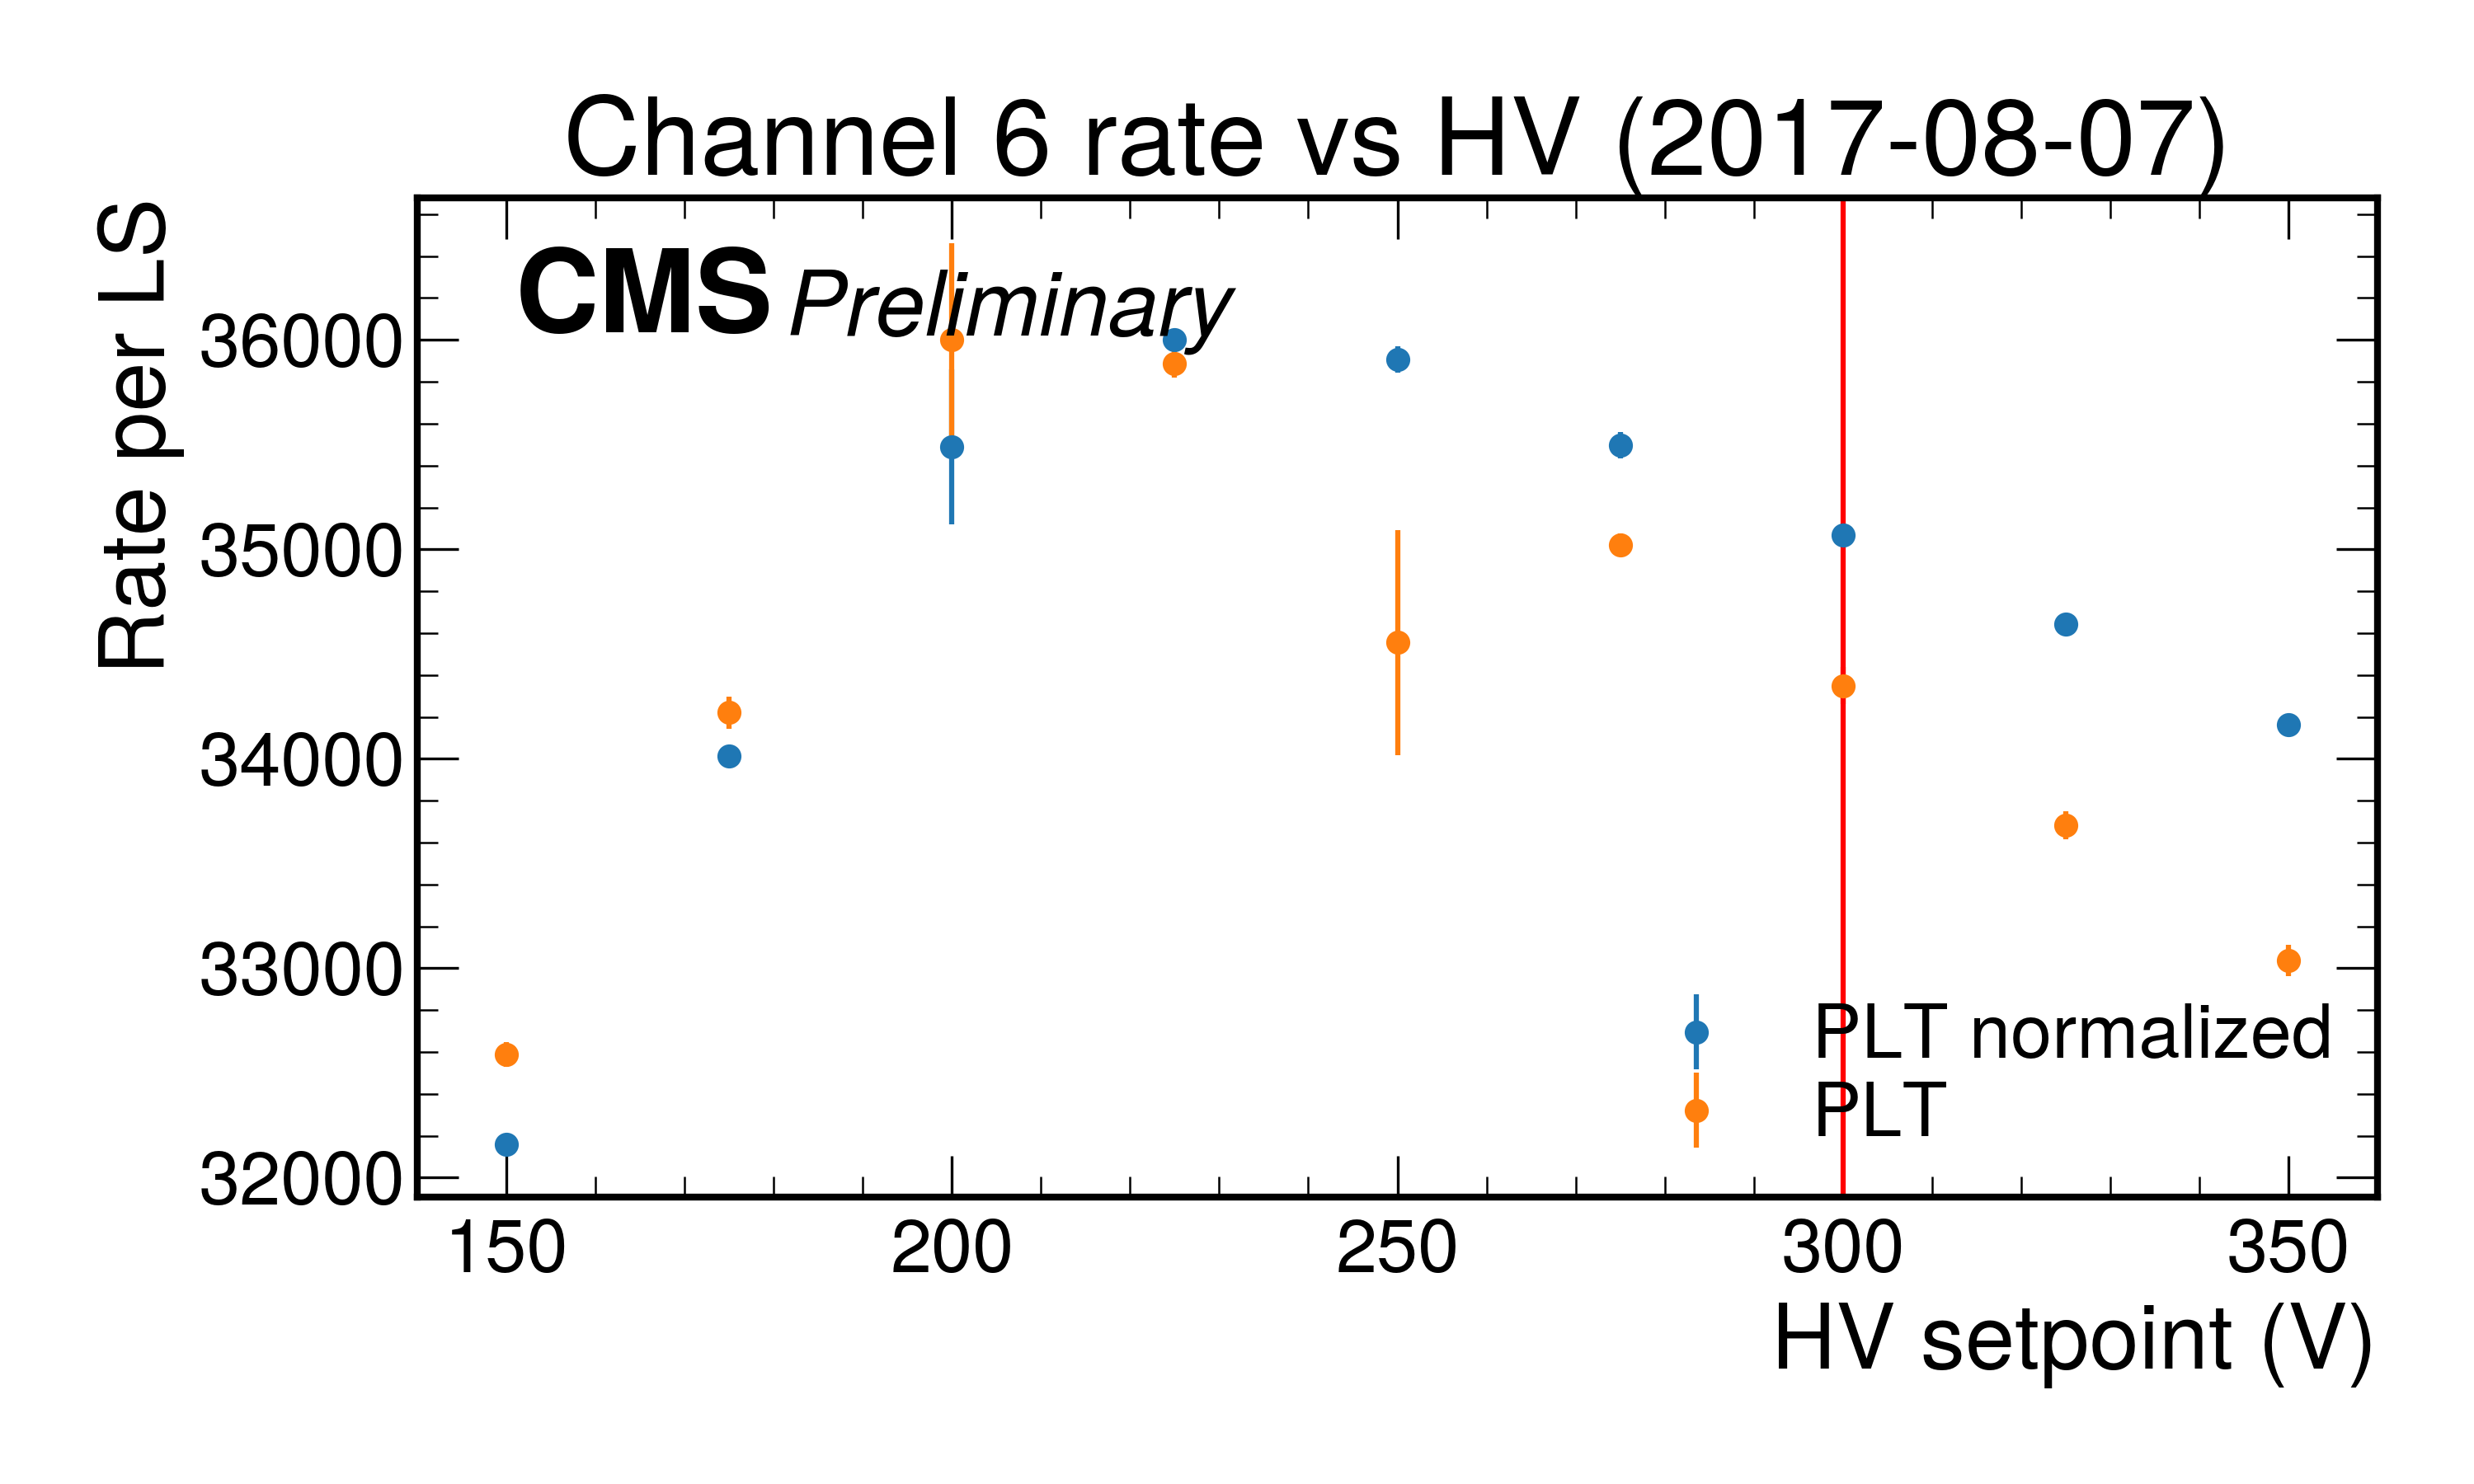 Channel 6 rate vs HV (2017-08-07)
Rate per LS
CMS Preliminary
36000
35000
34000
33000
32000
PLT normalized
PLT
150 200 250 300 350
HV setpoint (V)